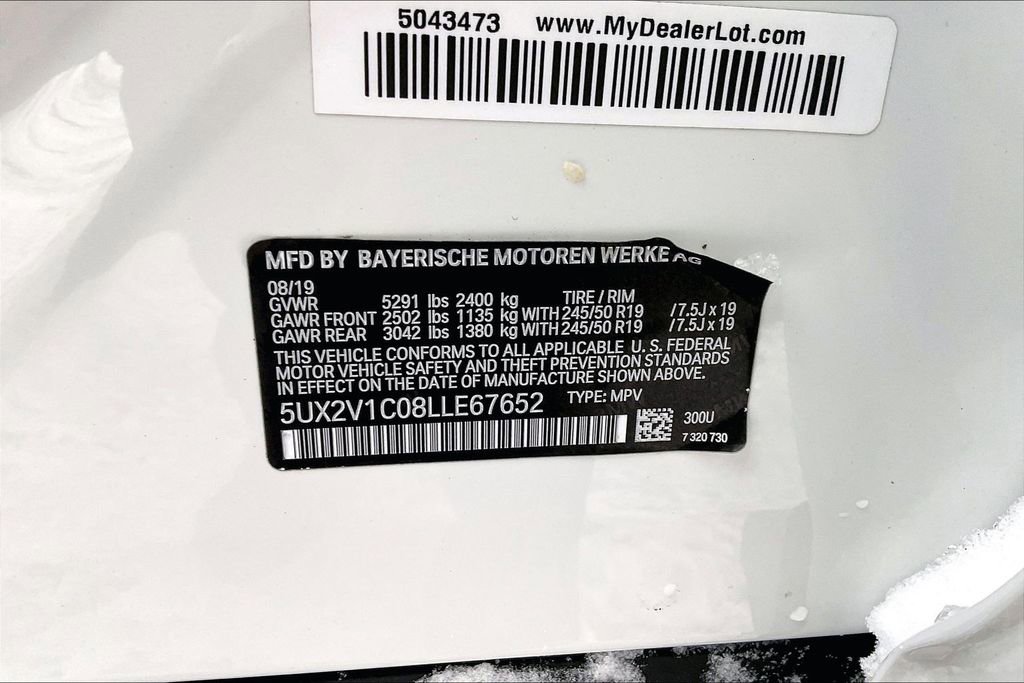 5043473 www.MyDealerLot.com
MFD BY BAYERISCHE MOTOREN WERKE AG
08/19 TIRE / RIM
GVWR 5291 lbs 2400 kg
GAWR FRONT 2502 lbs 1135 kg WITH 245/50 R19 / 7.5J x 19
GAWR REAR 3042 lbs 1380 kg WITH 245/50 R19 / 7.5J x 19
THIS VEHICLE CONFORMS TO ALL APPLICABLE U. S. FEDERAL
MOTOR VEHICLE SAFETY AND THEFT PREVENTION STANDARDS
IN EFFECT ON THE DATE OF MANUFACTURE SHOWN ABOVE.
5UX2V1C08LLE67652 TYPE: MPV
300U
7 320 730